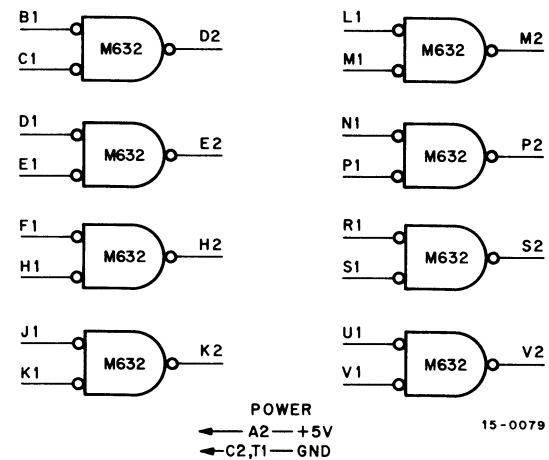 B1
C1
M632
D2
L1
M1
M632
M2
D1
E1
M632
E2
N1
P1
M632
P2
F1
H1
M632
H2
R1
S1
M632
S2
J1
K1
M632
K2
U1
V1
M632
V2
POWER
A2 — +5V
C2,T1 — GND
15-0079